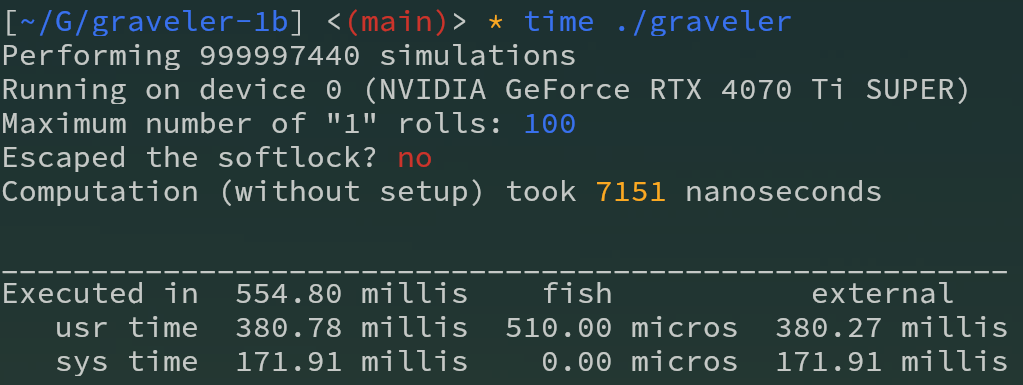 [~/G/graveler-1b] <(main)> * time ./graveler
Performing 999997440 simulations
Running on device 0 (NVIDIA GeForce RTX 4070 Ti SUPER)
Maximum number of "1" rolls: 100
Escaped the softlock? no
Computation (without setup) took 7151 nanoseconds
________________________________________________________
Executed in  554.80 millis    fish           external
   usr time  380.78 millis  510.00 micros  380.27 millis
   sys time  171.91 millis    0.00 micros  171.91 millis